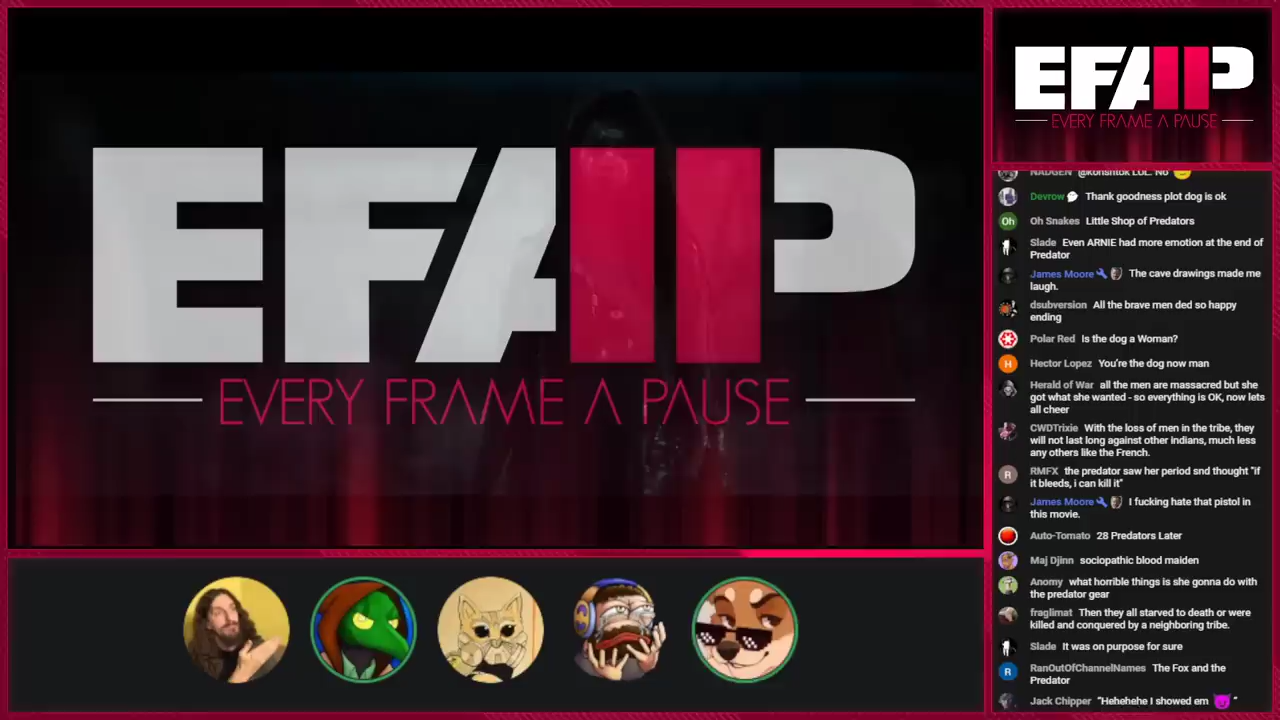 EFAP
EVERY FRAME A PAUSE
EFAP
EVERY FRAME A PAUSE
NADGEN @korishtok LOL. No
Devrow Thank goodness plot dog is ok
Oh
Oh Snakes Little Shop of Predators
Slade Even ARNIE had more emotion at the end of
Predator
James Moore The cave drawings made me
laugh.
dsubversion All the brave men ded so happy
ending
Polar Red Is the dog a Woman?
H
Hector Lopez You're the dog now man
Herald of War all the men are massacred but she
got what she wanted - so everything is OK, now lets
all cheer
CWDTrixie With the loss of men in the tribe, they
will not last long against other indians, much less
any others like the French.
R
RMFX the predator saw her period snd thought "if
it bleeds, i can kill it"
James Moore I fucking hate that pistol in
this movie.
Auto-Tomato 28 Predators Later
Maj Djinn sociopathic blood maiden
Anomy what horrible things is she gonna do with
the predator gear
fraglimat Then they all starved to death or were
killed and conquered by a neighboring tribe.
Slade It was on purpose for sure
R
RanOutOfChannelNames The Fox and the
Predator
Jack Chipper "Hehehehe I showed em "